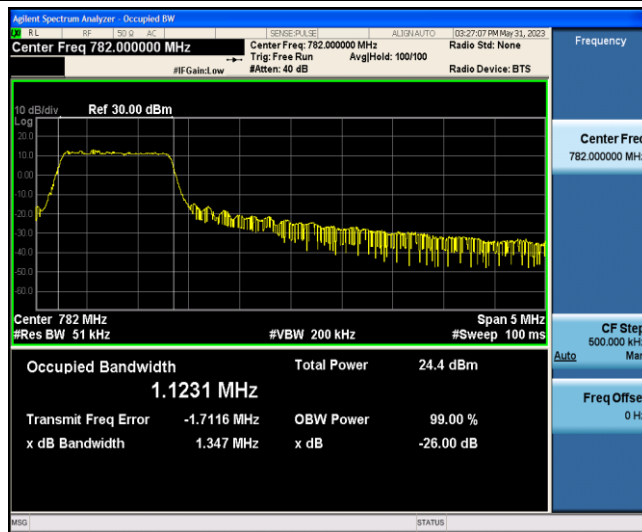 Agilent Spectrum Analyzer - Occupied BW
RL RF 50 Ω AC SENSE:PULSE ALIGN AUTO 03:27:07 PM May 31, 2023
Center Freq 782.000000 MHz
Center Freq: 782.000000 MHz Radio Std: None
Trig: Free Run Avg|Hold: 100/100
#IFGain:Low #Atten: 40 dB Radio Device: BTS
10 dB/div Ref 30.00 dBm
Log
20.0
10.0
0.00
-10.0
-20.0
-30.0
-40.0
-50.0
-60.0
Center 782 MHz Span 5 MHz
#Res BW 51 kHz #VBW 200 kHz #Sweep 100 ms
Occupied Bandwidth Total Power 24.4 dBm
1.1231 MHz
Transmit Freq Error -1.7116 MHz OBW Power 99.00 %
x dB Bandwidth 1.347 MHz x dB -26.00 dB
MSG STATUS
Frequency
Center Fre
782.000000 MH
CF Step
500.000 kH
Auto Man
Freq Offse
0 H